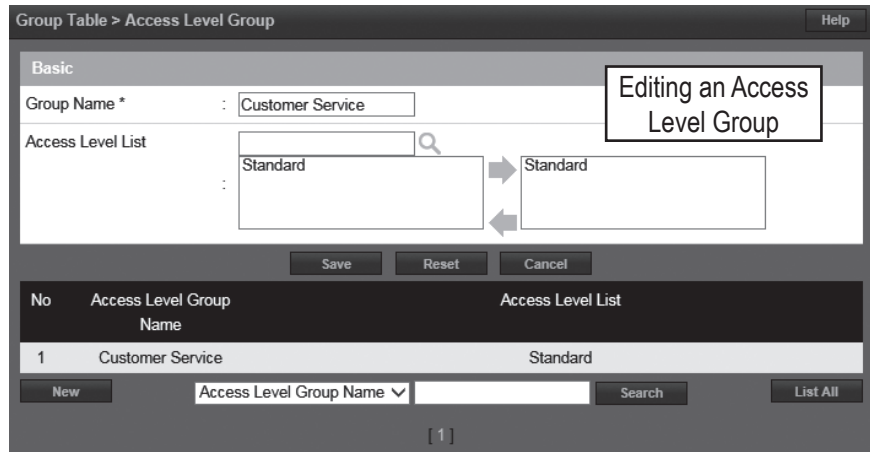 Group Table > Access Level Group
Help
Basic
Editing an Access
Level Group
Group Name * : Customer Service
Access Level List
:
Standard
Standard
Save Reset Cancel
No Access Level Group Name Access Level List
1 Customer Service Standard
New Access Level Group Name Search List All
[ 1 ]